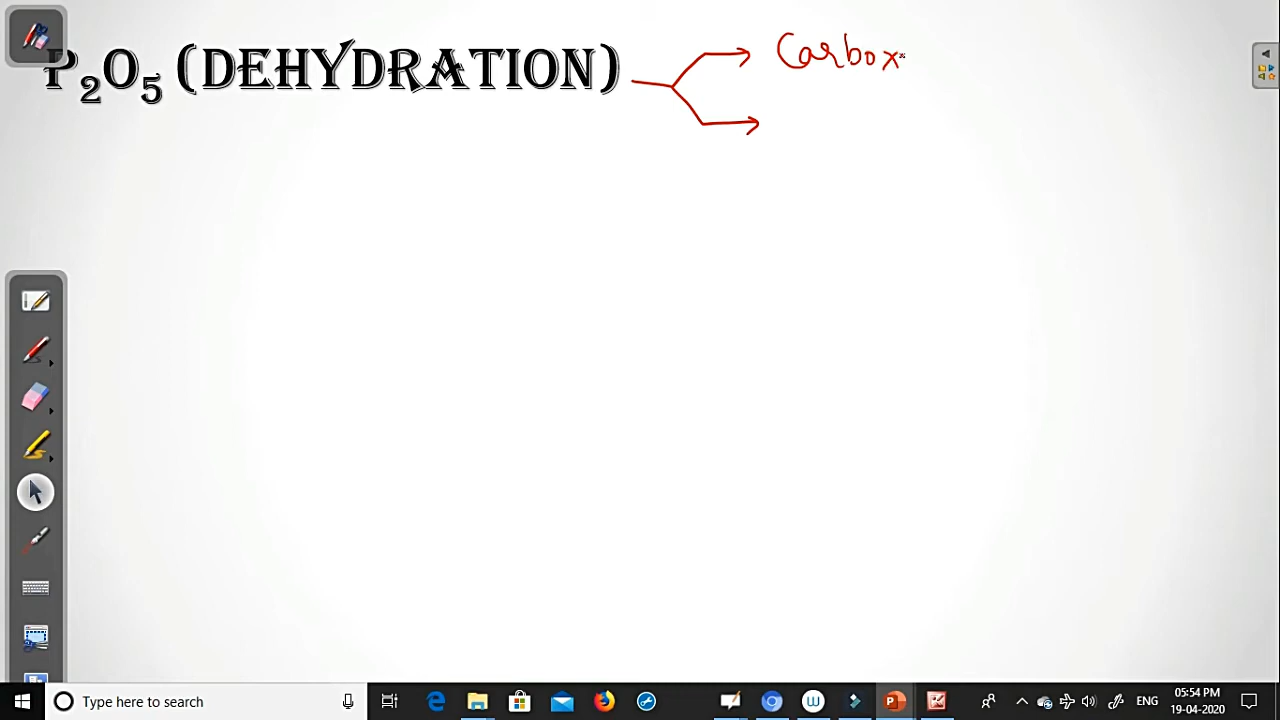 P₂O₅ (DEHYDRATION)
Carbox
Type here to search
ENG
05:54 PM
19-04-2020